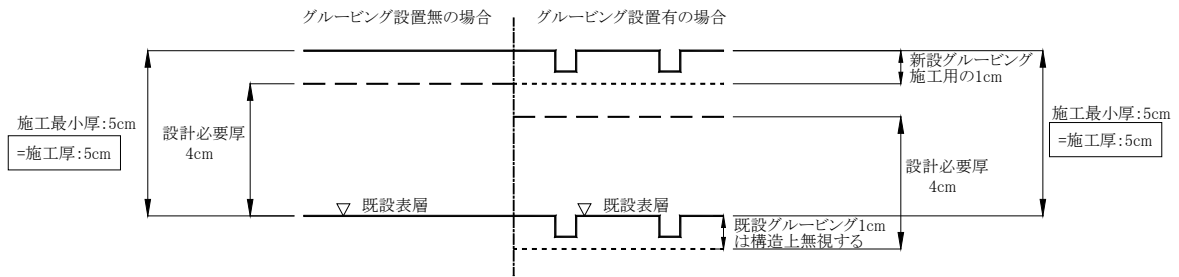 グルービング設置無の場合
グルービング設置有の場合
新設グルービング
施工用の1cm
施工最小厚:5cm
=施工厚:5cm
設計必要厚
4cm
施工最小厚:5cm
=施工厚:5cm
設計必要厚
4cm
既設表層
既設表層
既設グルービング1cm
は構造上無視する